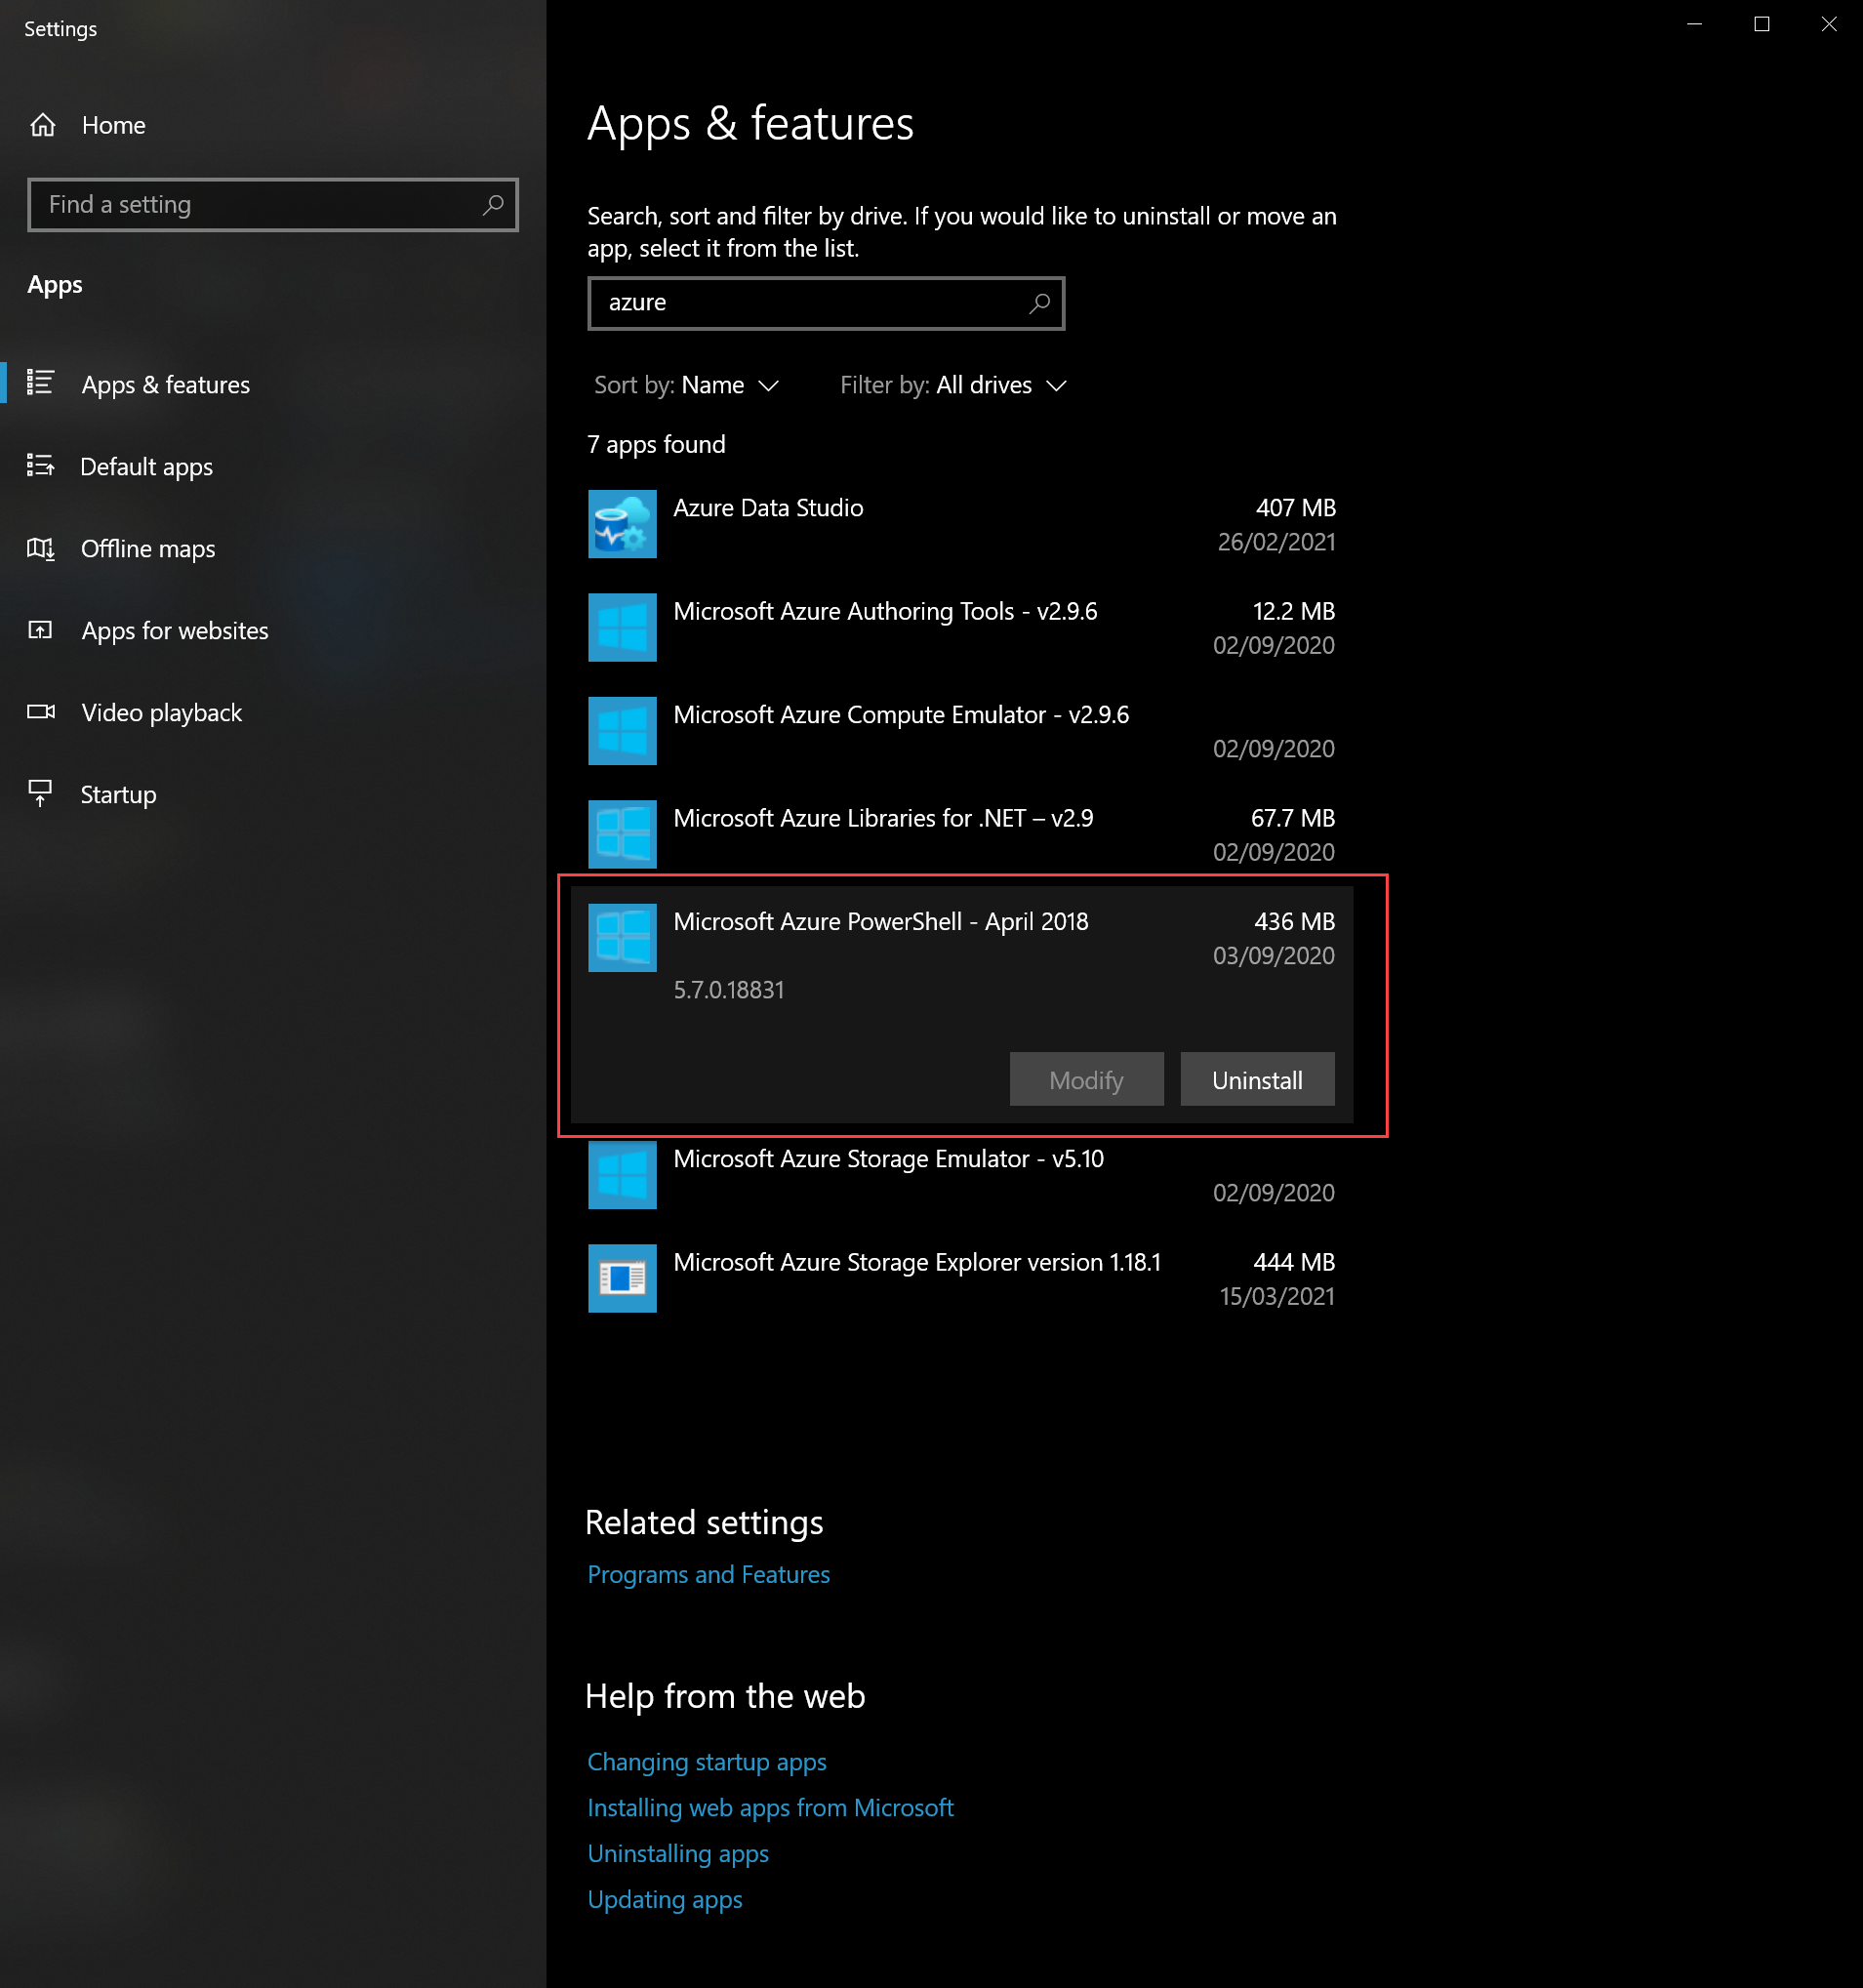 Settings
Home
Find a setting
Apps
Apps & features
Default apps
Offline maps
Apps for websites
Video playback
Startup
Apps & features
Search, sort and filter by drive. If you would like to uninstall or move an
app, select it from the list.
azure
Sort by: Name
Filter by: All drives
7 apps found
Azure Data Studio
407 MB
26/02/2021
Microsoft Azure Authoring Tools - v2.9.6
12.2 MB
02/09/2020
Microsoft Azure Compute Emulator - v2.9.6
02/09/2020
Microsoft Azure Libraries for .NET – v2.9
67.7 MB
02/09/2020
Microsoft Azure PowerShell - April 2018
436 MB
03/09/2020
5.7.0.18831
Modify
Uninstall
Microsoft Azure Storage Emulator - v5.10
02/09/2020
Microsoft Azure Storage Explorer version 1.18.1
444 MB
15/03/2021
Related settings
Programs and Features
Help from the web
Changing startup apps
Installing web apps from Microsoft
Uninstalling apps
Updating apps